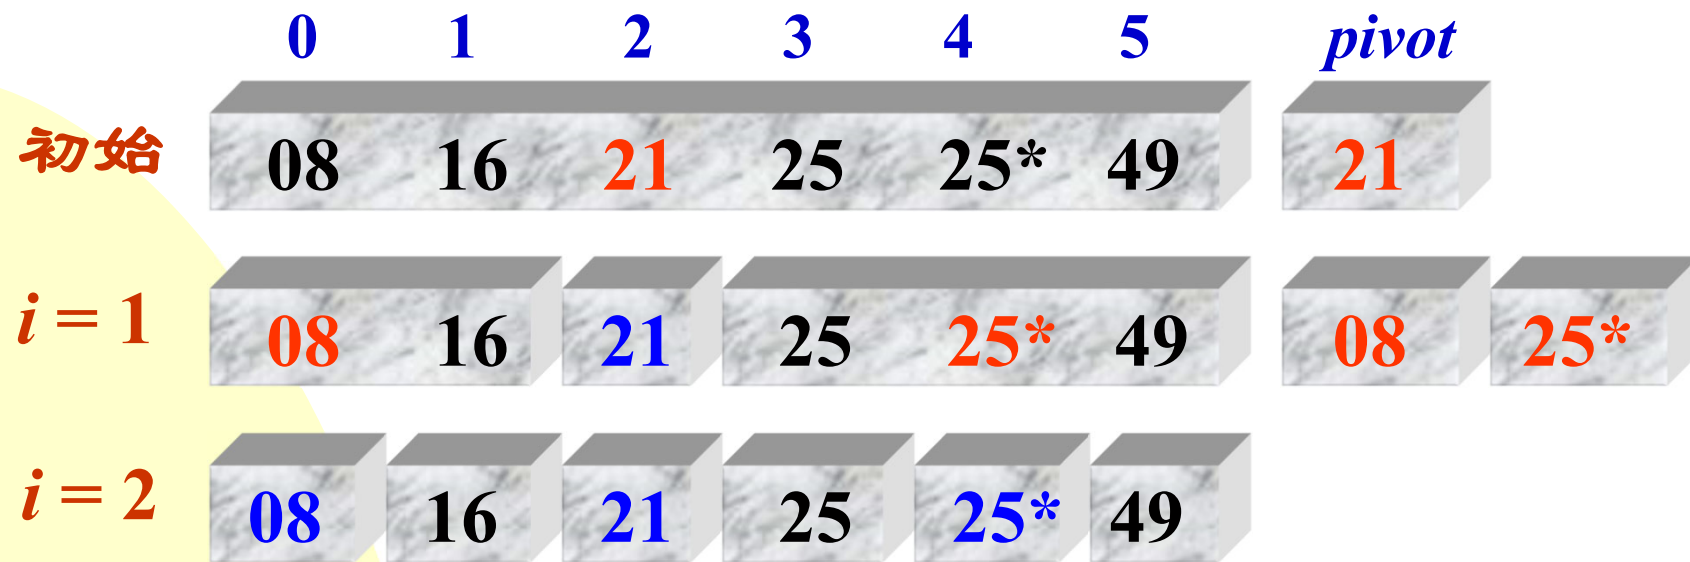 0 1 2 3 4 5 pivot
初始 08 16 21 25 25* 49 21
i = 1 08 16 21 25 25* 49 08 25*
i = 2 08 16 21 25 25* 49